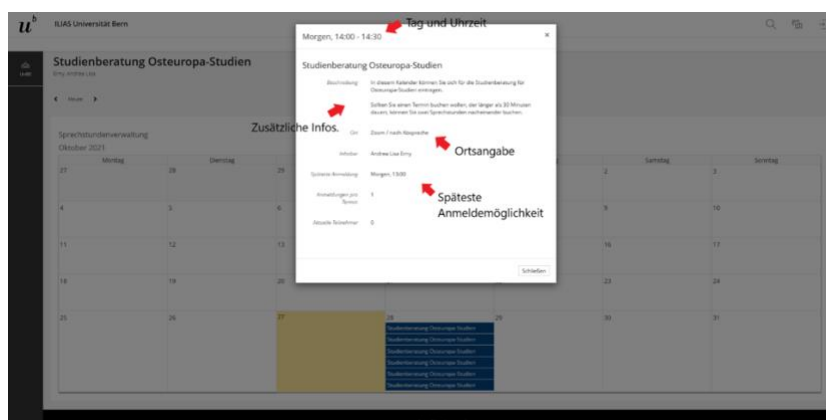 u^b
ILIAS Universität Bern
Studienberatung Osteuropa-Studien
Heute
Sprechstundenverwaltung
Oktober 2021
Montag
Dienstag
Samstag
Sonntag
Tag und Uhrzeit
Morgen, 14:00 - 14:30
×
Studienberatung Osteuropa-Studien
Beschreibung
In diesem Kalender können Sie sich für die Studienberatung für
Osteuropa-Studien eintragen.
Sollten Sie einen Termin buchen wollen, der länger als 30 Minuten
dauert, können Sie zwei Sprechstunden nacheinander buchen.
Zusätzliche Infos.
Ort
Zoom / nach Absprache
Ortsangabe
Andrea Lisa Erny
Späteste Anmeldung
Morgen, 13:00
Späteste
Anmeldemöglichkeit
Anmeldungen pro
Termin
1
Aktuelle Teilnehmer
0
Schließen
27
28
29
2
3
4
5
6
9
10
11
12
13
16
17
18
19
20
23
24
25
26
27
28
29
30
31
Studienberatung Osteuropa-Studien
Studienberatung Osteuropa-Studien
Studienberatung Osteuropa-Studien
Studienberatung Osteuropa-Studien
Studienberatung Osteuropa-Studien
Studienberatung Osteuropa-Studien